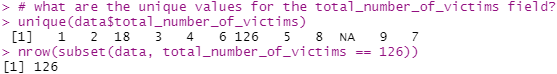 > # what are the unique values for the total_number_of_victims field?
> unique(data$total_number_of_victims)
[1] 1 2 18 3 4 6 126 5 8 NA 9 7
> nrow(subset(data, total_number_of_victims == 126))
[1] 126